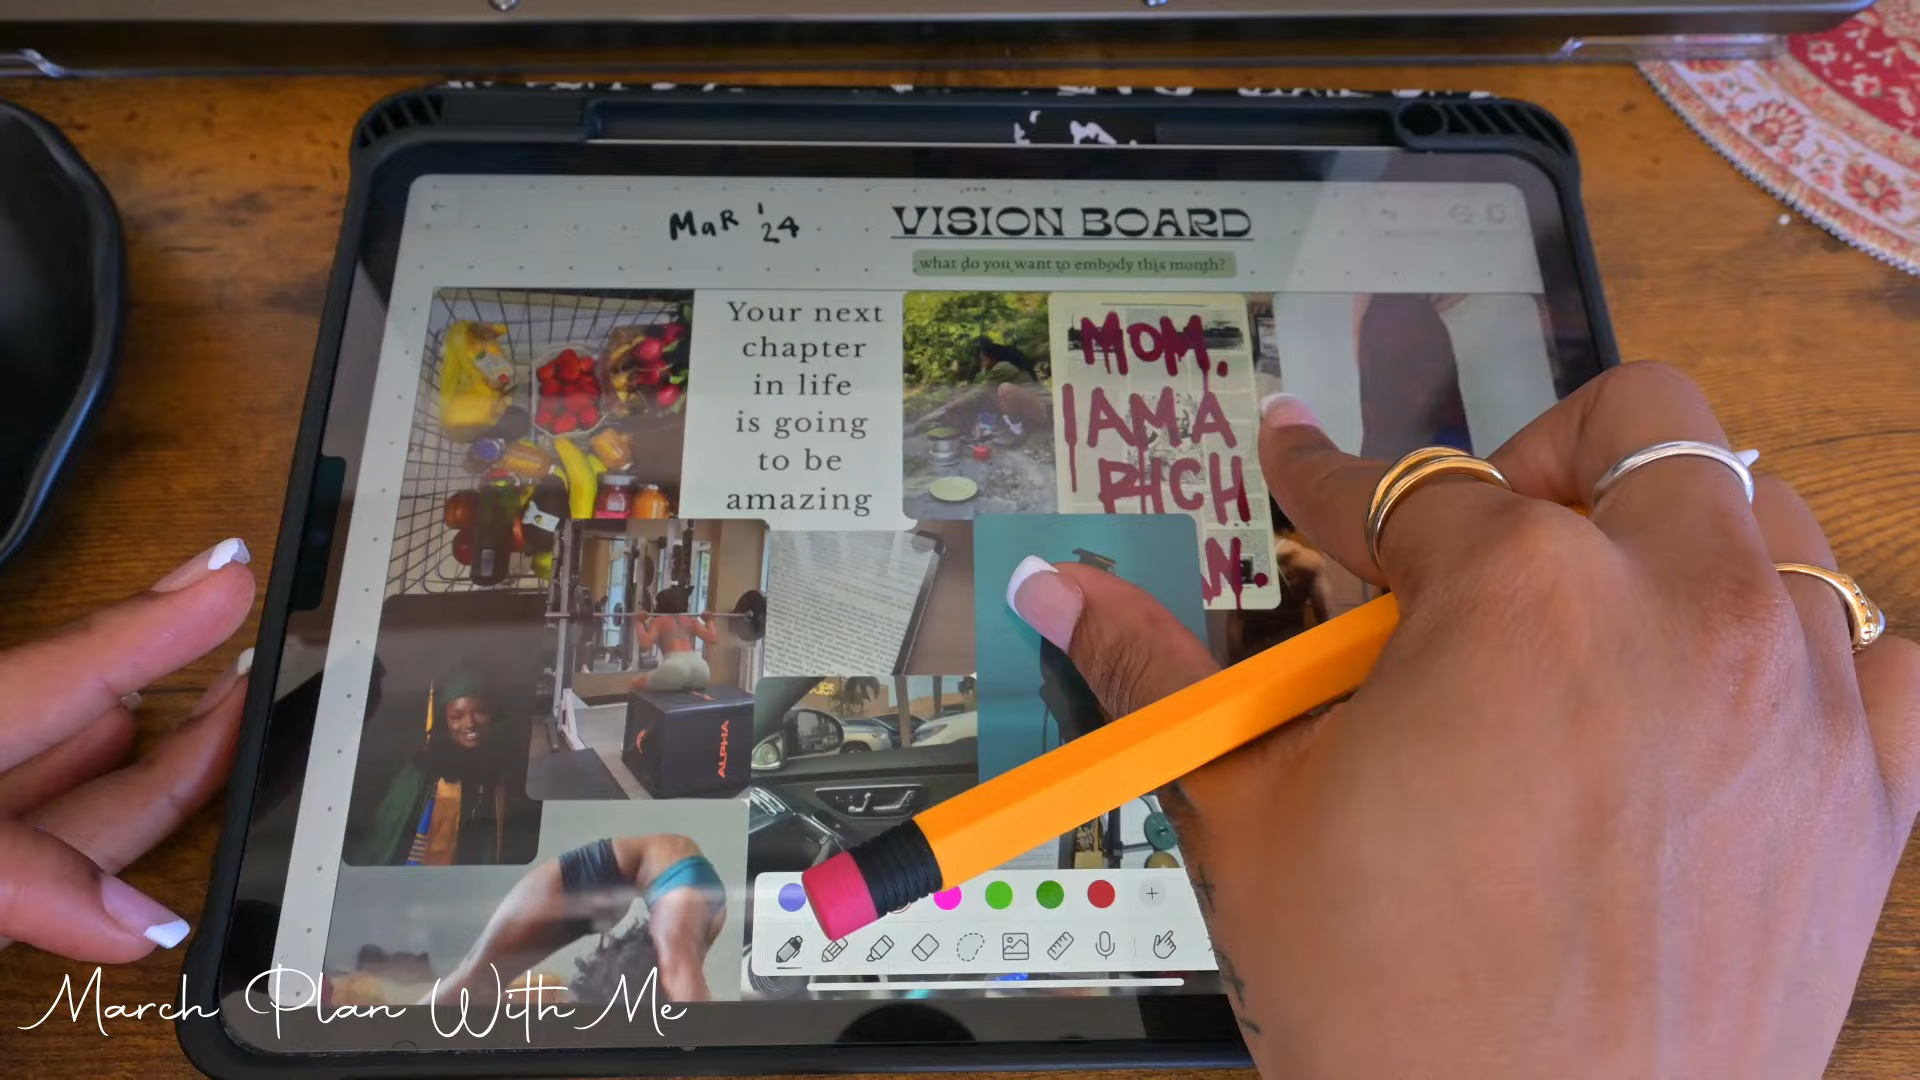 MaR '24
VISION BOARD
what do you want to embody this month?
Your next
chapter
in life
is going
to be
amazing
MOM.
I AM A
RICH
AN.
ALPHA
March Plan With Me